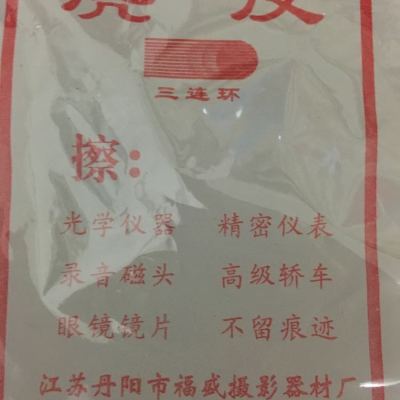 三连环
擦：
光学仪器 精密仪表
录音磁头 高级轿车
眼镜镜片 不留痕迹
江苏丹阳市福盛摄影器材厂